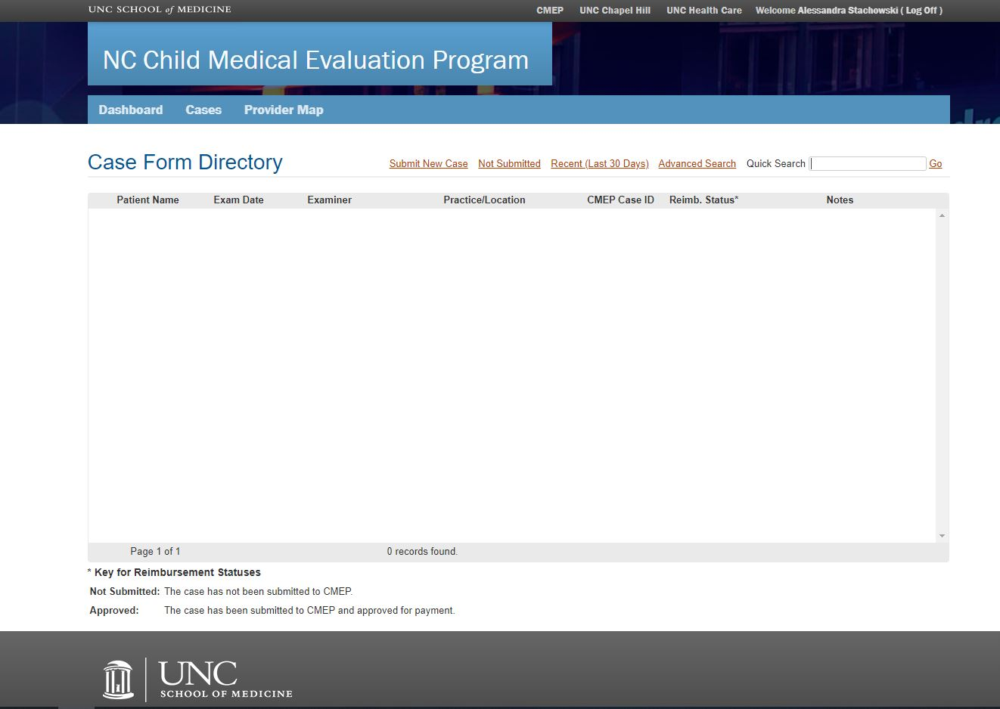 UNC SCHOOL of MEDICINE
CMEP UNC Chapel Hill UNC Health Care Welcome Alessandra Stachowski ( Log Off )
NC Child Medical Evaluation Program
Dashboard Cases Provider Map
Case Form Directory
Submit New Case Not Submitted Recent (Last 30 Days) Advanced Search Quick Search Go
Patient Name Exam Date Examiner Practice/Location CMEP Case ID Reimb. Status* Notes
Page 1 of 1 0 records found.
* Key for Reimbursement Statuses
Not Submitted: The case has not been submitted to CMEP.
Approved: The case has been submitted to CMEP and approved for payment.
UNC
SCHOOL OF MEDICINE